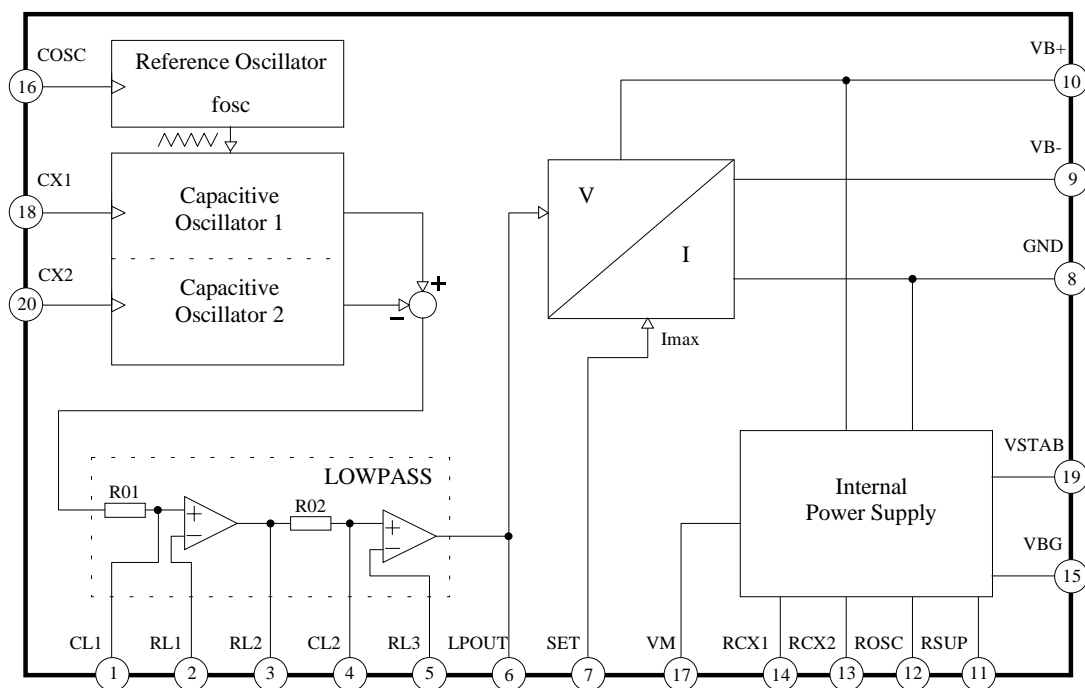 COSC
16
Reference Oscillator
fosc
VB+
10
CX1
18
Capacitive
Oscillator 1
VB-
9
V
I
CX2
20
Capacitive
Oscillator 2
+
−
GND
8
Imax
LOWPASS
R01
+
−
R02
+
−
Internal
Power Supply
VSTAB
19
VBG
15
CL1
RL1
RL2
CL2
RL3
LPOUT
SET
VM
RCX1
RCX2
ROSC
RSUP
1
2
3
4
5
6
7
17
14
13
12
11